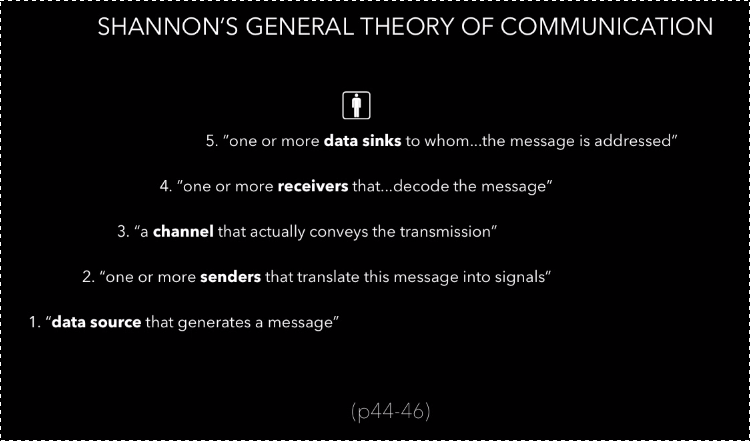 SHANNON'S GENERAL THEORY OF COMMUNICATION
5. "one or more data sinks to whom...the message is addressed"
4. "one or more receivers that...decode the message"
3. "a channel that actually conveys the transmission"
2. "one or more senders that translate this message into signals"
1. "data source that generates a message"
(p44-46)